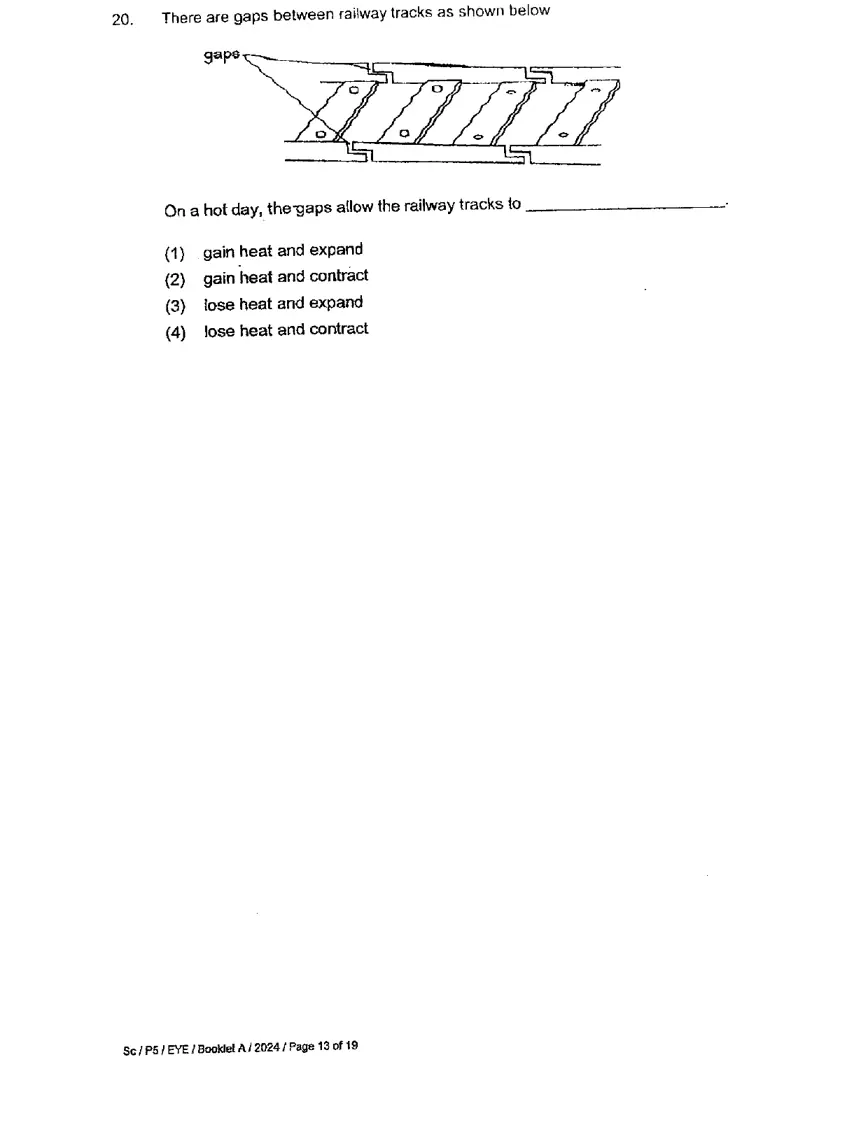 20. There are gaps between railway tracks as shown below
gaps
On a hot day, the gaps allow the railway tracks to ____________________.
(1) gain heat and expand
(2) gain heat and contract
(3) lose heat and expand
(4) lose heat and contract
Sc / P5 / EYE / Booklet A / 2024 / Page 13 of 19